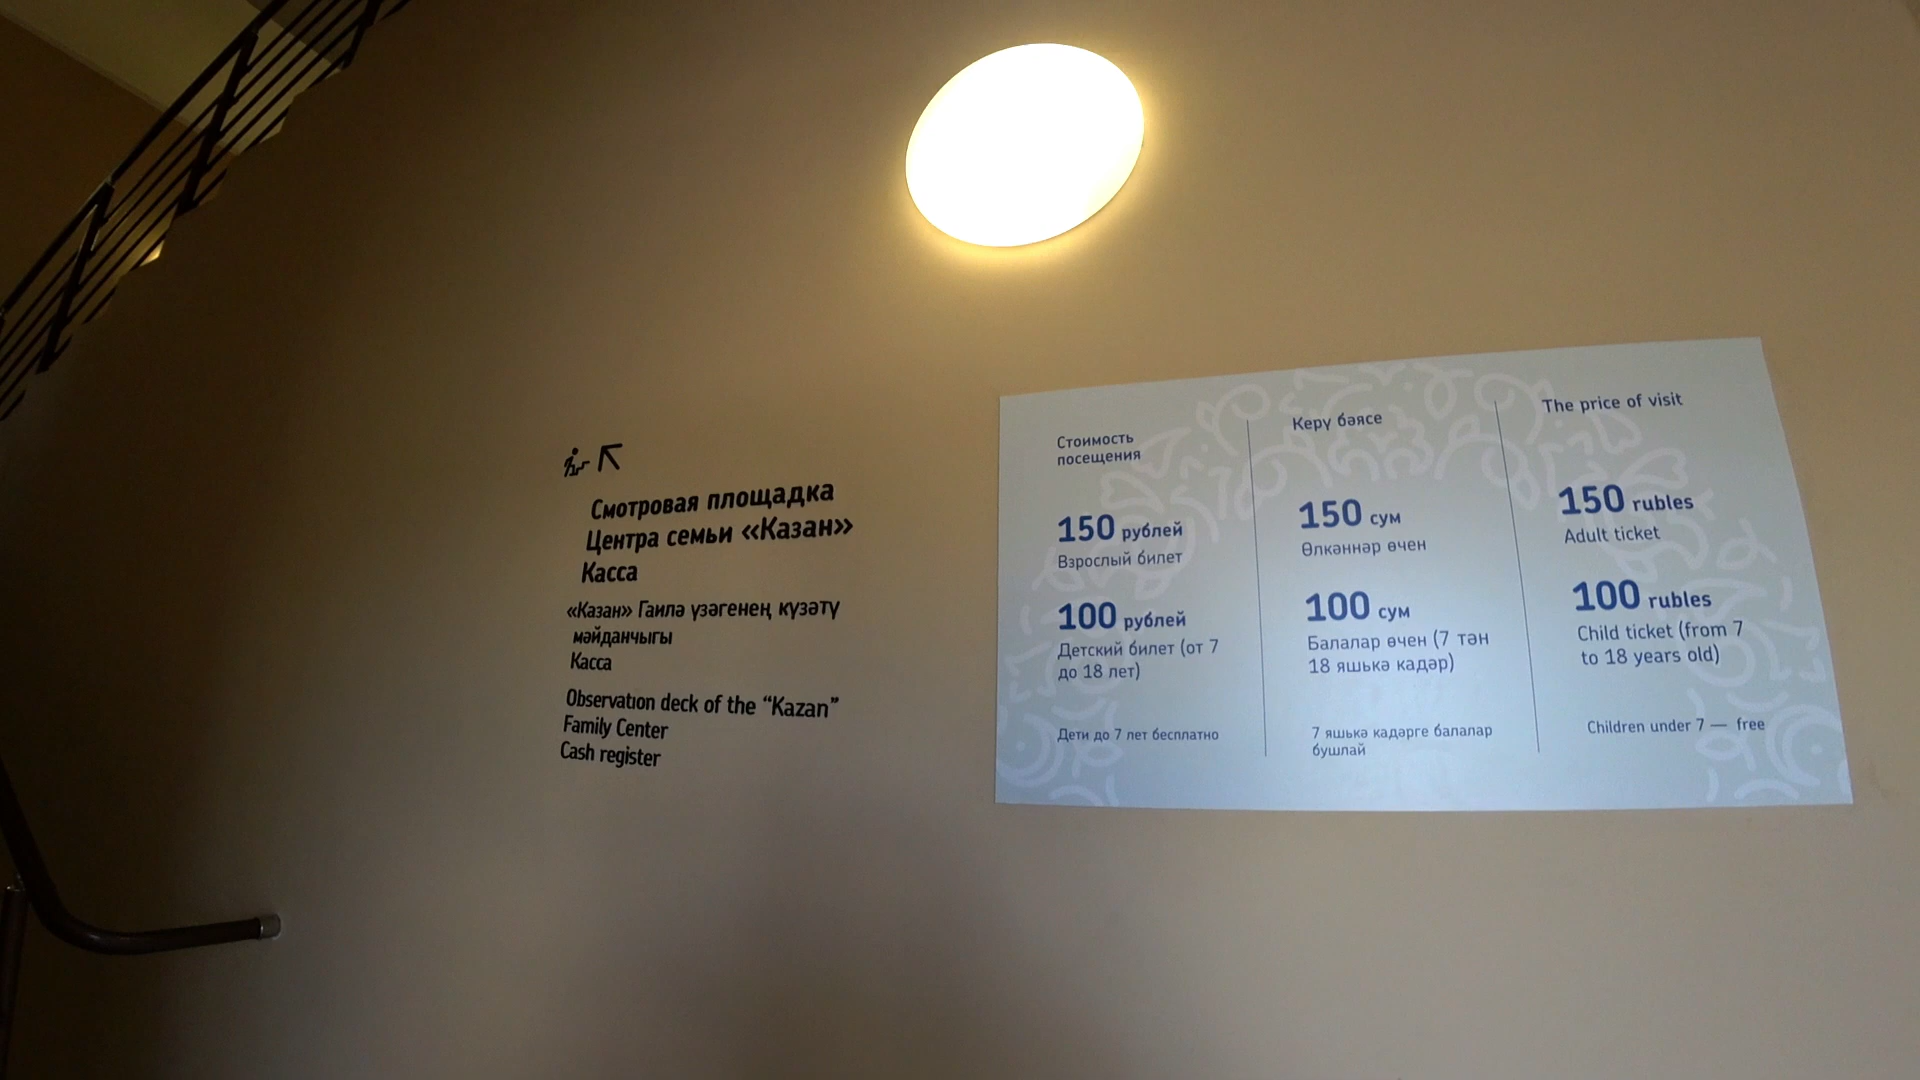 Смотровая площадка
Центра семьи «Казан»
Касса
«Казан» Гаилә үзәгенең күзәтү
мәйданчыгы
Касса
Observation deck of the “Kazan”
Family Center
Cash register
Стоимость
посещения
150 рублей
Взрослый билет
100 рублей
Детский билет (от 7
до 18 лет)
Дети до 7 лет бесплатно
Керү бәясе
150 сум
Өлкәннәр өчен
100 сум
Балалар өчен (7 тән
18 яшькә кадәр)
7 яшькә кадәрге балалар
бушлай
The price of visit
150 rubles
Adult ticket
100 rubles
Child ticket (from 7
to 18 years old)
Children under 7 — free